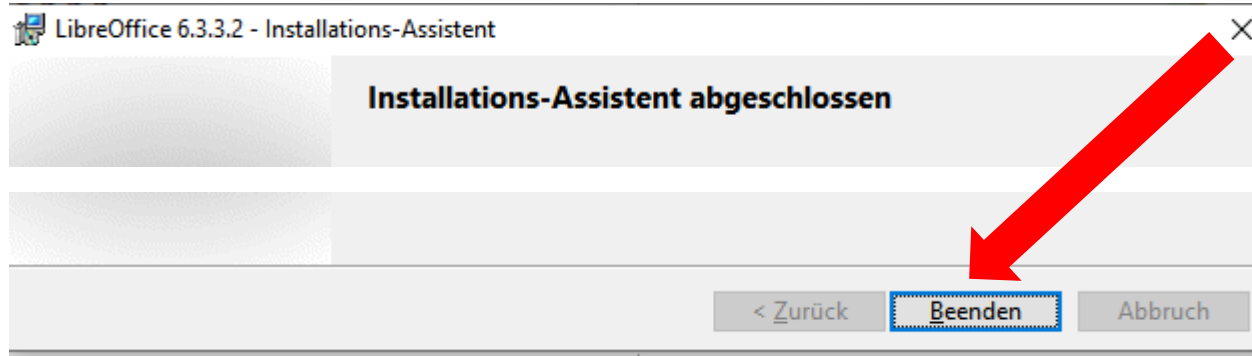 LibreOffice 6.3.3.2 - Installations-Assistent
Installations-Assistent abgeschlossen
< Zurück Beenden Abbruch